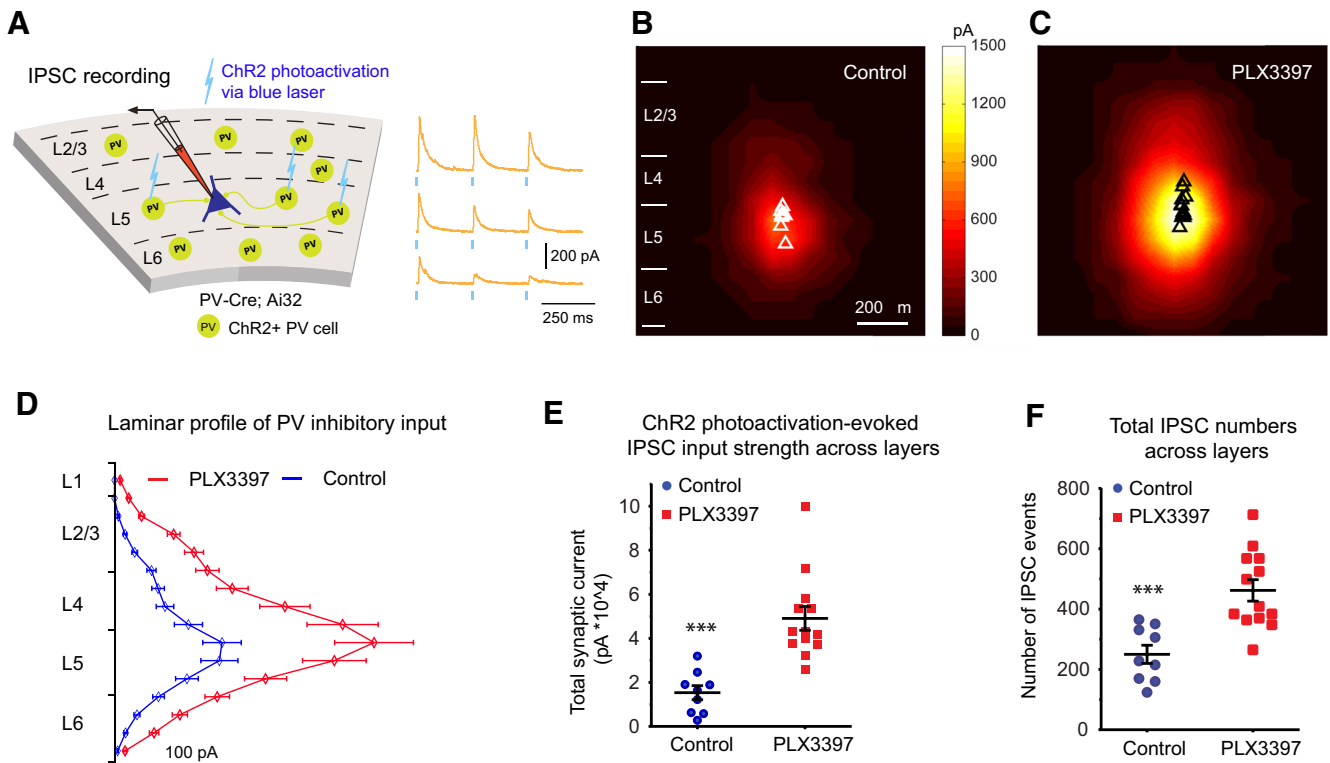 A
IPSC recording
ChR2 photoactivation
via blue laser
L2/3
L4
L5
L6
PV
PV
PV
PV
PV
PV
PV
PV
PV
PV
PV-Cre; Ai32
PV
ChR2+ PV cell
200 pA
250 ms
B
Control
L2/3
L4
L5
L6
200 m
pA
1500
1200
900
600
300
0
C
PLX3397
D
Laminar profile of PV inhibitory input
PLX3397
Control
L1
L2/3
L4
L5
L6
100 pA
E
ChR2 photoactivation-evoked
IPSC input strength across layers
Control
PLX3397
Total synaptic current
(pA *10^4)
10
8
6
4
2
0
***
Control
PLX3397
F
Total IPSC numbers
across layers
Control
PLX3397
Number of IPSC events
800
600
400
200
0
***
Control
PLX3397